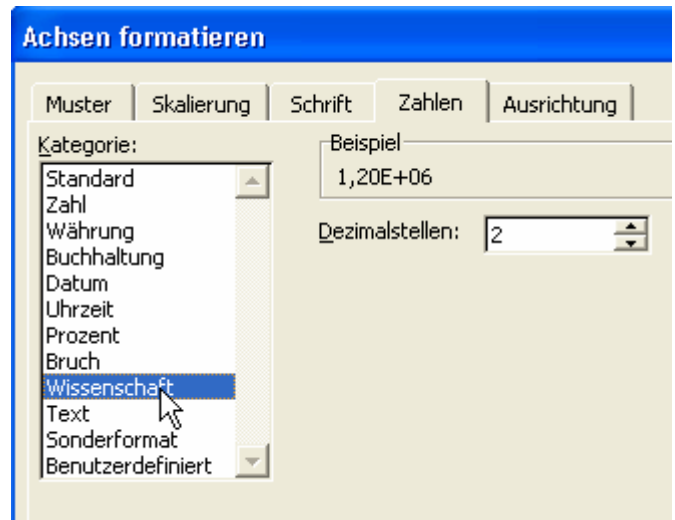 Achsen formatieren
Muster Skalierung Schrift Zahlen Ausrichtung
Kategorie:
Standard
Zahl
Währung
Buchhaltung
Datum
Uhrzeit
Prozent
Bruch
Wissenschaft
Text
Sonderformat
Benutzerdefiniert
Beispiel
1,20E+06
Dezimalstellen: 2